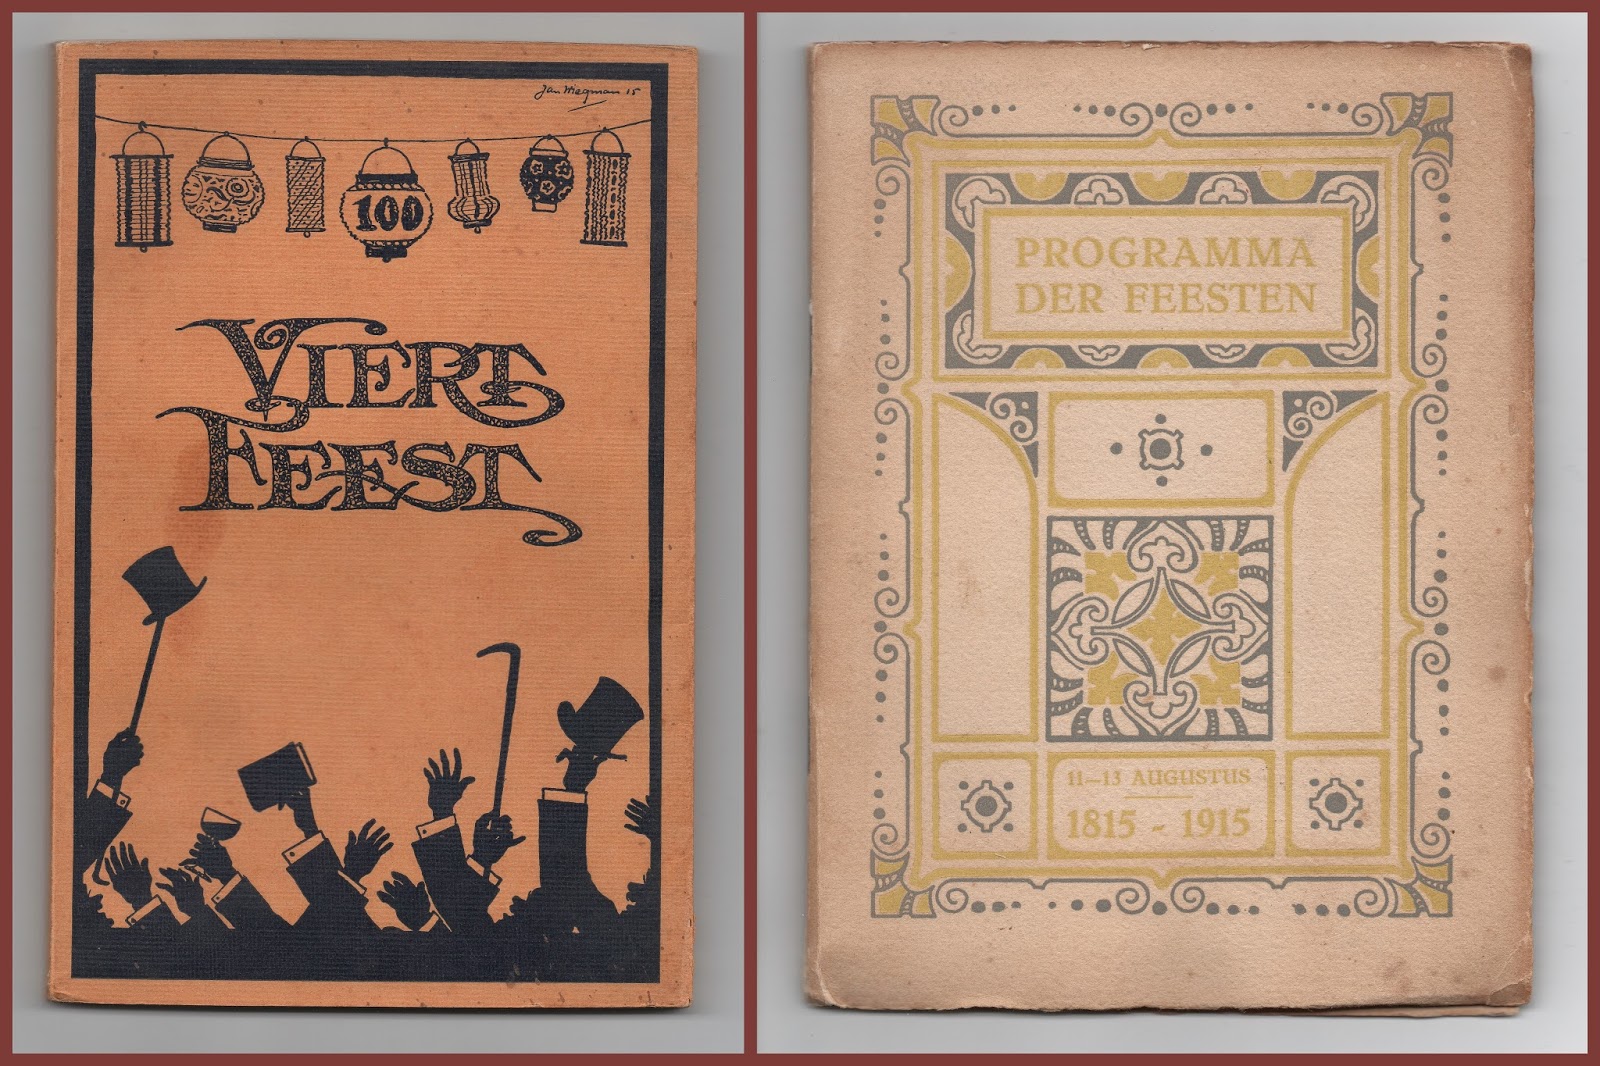 Jan Wiegman 15
100
VIERT
FEEST
PROGRAMMA
DER FEESTEN
11-13 AUGUSTUS
1815 - 1915